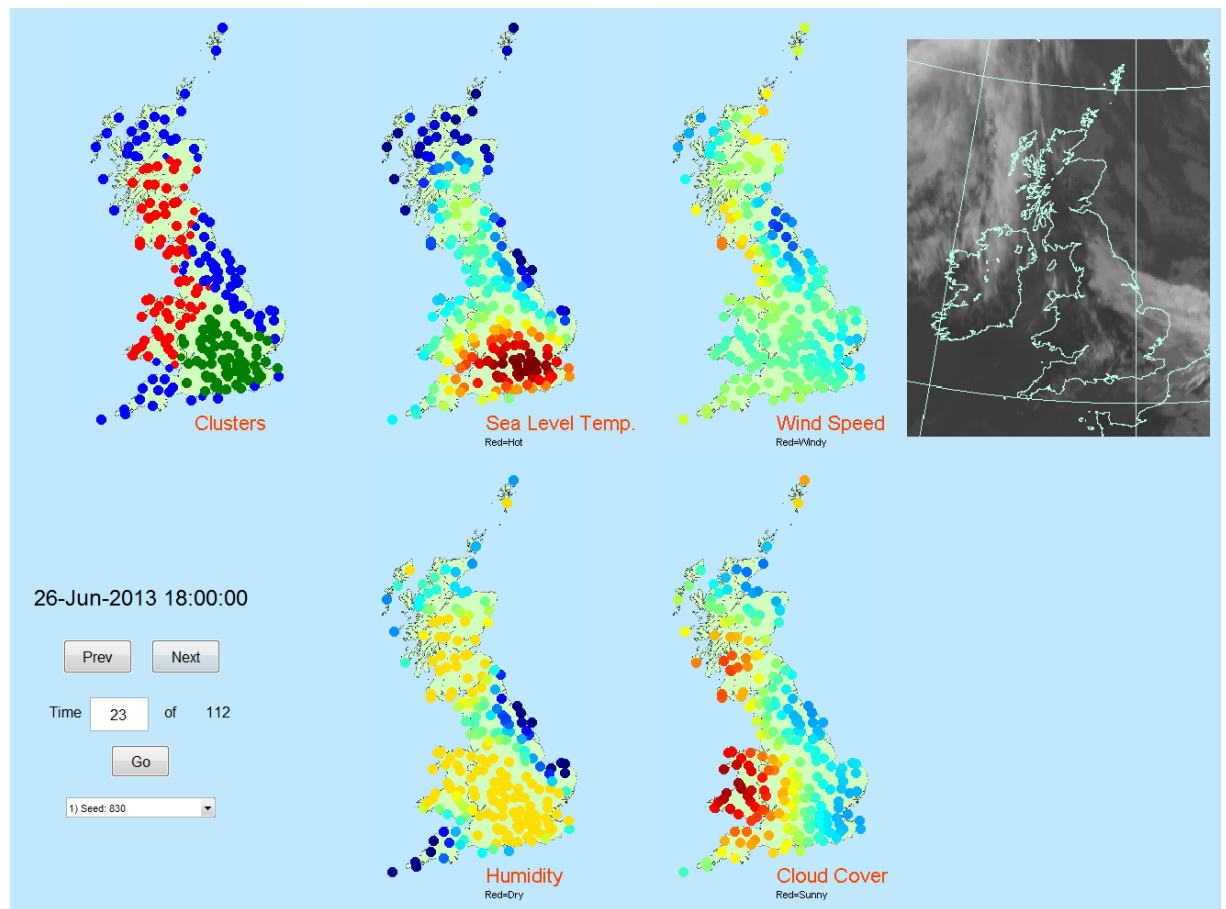 Clusters
Sea Level Temp.
Red=Hot
Wind Speed
Red=Windy
26-Jun-2013 18:00:00
Prev Next
Time 23 of 112
Go
1) Seed: 830
Humidity
Red=Dry
Cloud Cover
Red=Sunny